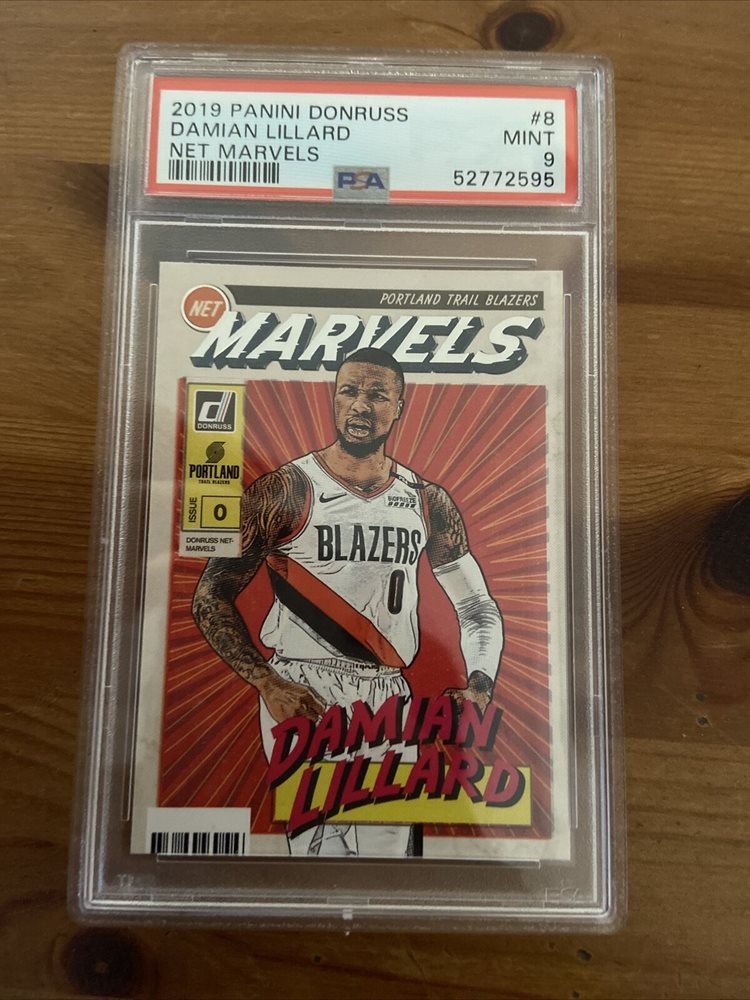 2019 PANINI DONRUSS #8
DAMIAN LILLARD MINT
NET MARVELS 9
PSA 52772595
NET
PORTLAND TRAIL BLAZERS
MARVELS
DONRUSS
PORTLAND
TRAIL BLAZERS
ISSUE 0
DONRUSS NET-
MARVELS
BIOFREEZE
BLAZERS
0
DAMIAN
LILLARD